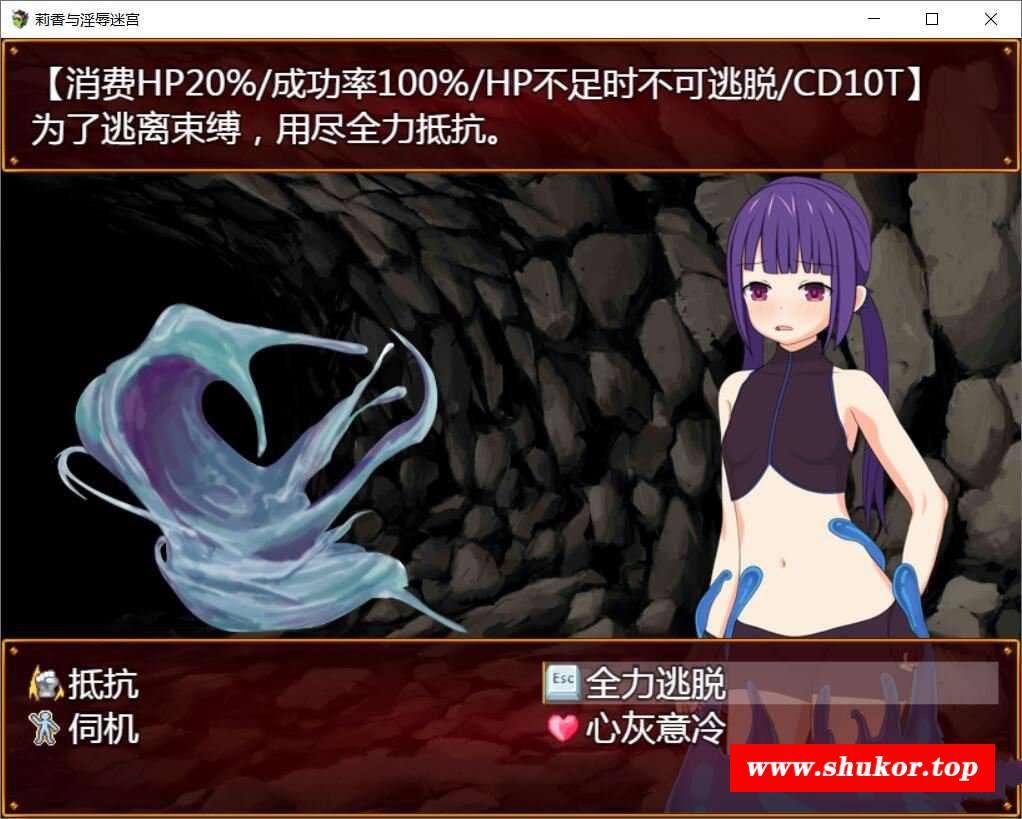 莉香与淫辱迷宫
【消费HP20%/成功率100%/HP不足时不可逃脱/CD10T】
为了逃离束缚，用尽全力抵抗。
抵抗
Esc 全力逃脱
伺机
心灰意冷
www.shukor.top